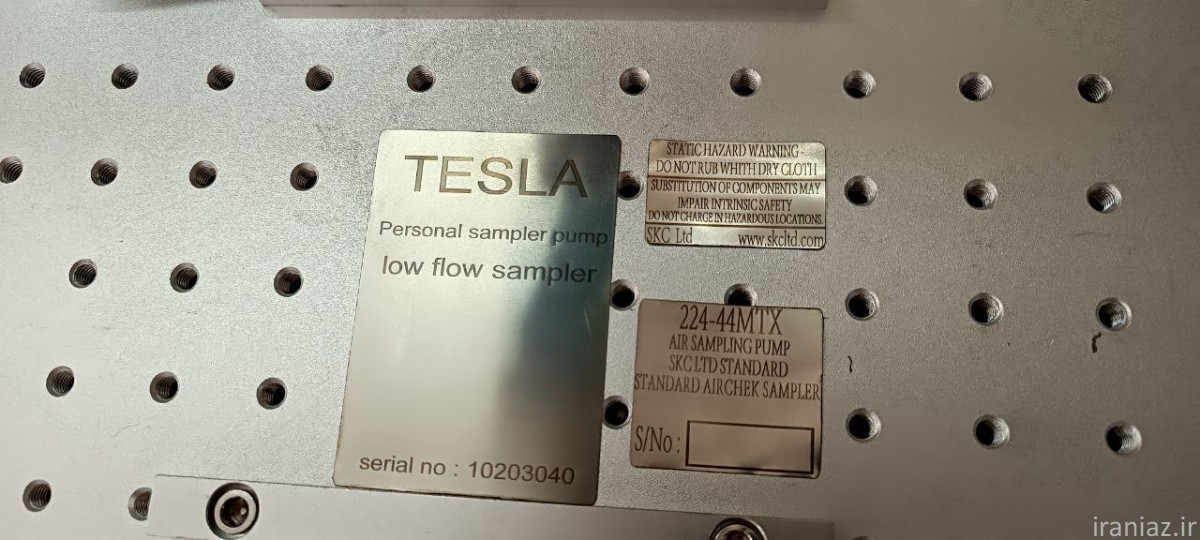 TESLA
Personal sampler pump
low flow sampler
serial no : 10203040
STATIC HAZARD WARNING-
DO NOT RUB WHITH DRY CLOTH
SUBSTITUTION OF COMPONENTS MAY
IMPAIR INTRINSIC SAFETY
DO NOT CHARGE IN HAZARDOUS LOCATIONS.
SKC Ltd www.skcltd.com
224-44MTX
AIR SAMPLING PUMP
SKC LTD STANDARD
STANDARD AIRCHEK SAMPLER
S/No :
iraniaz.ir